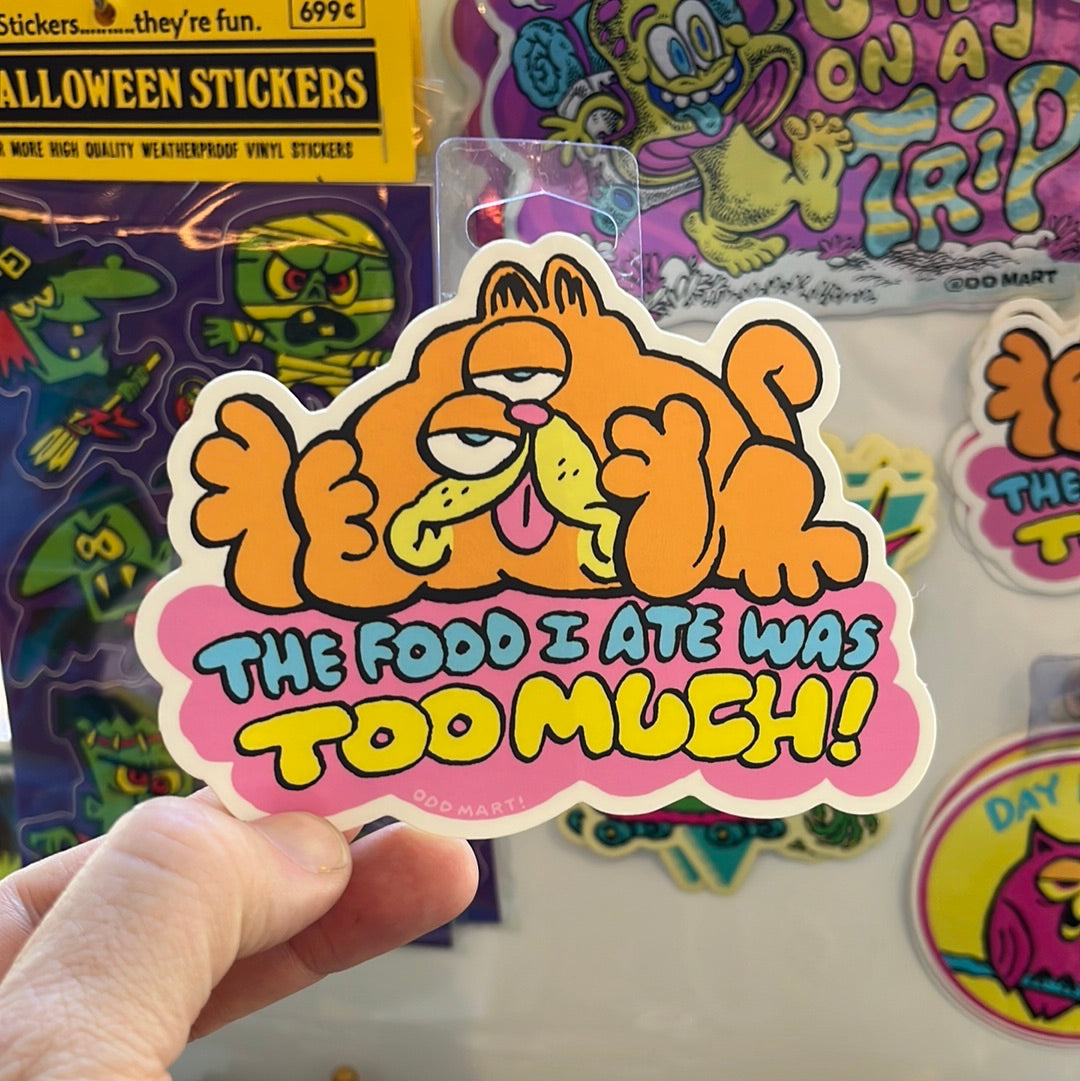 Stickers..........they're fun.
699¢
ALLOWEEN STICKERS
R MORE HIGH QUALITY WEATHERPROOF VINYL STICKERS
ON A
TRIP
@ODD MART
THE FOOD I ATE WAS
TOO MUCH!
ODD MART!
THE
T
DAY